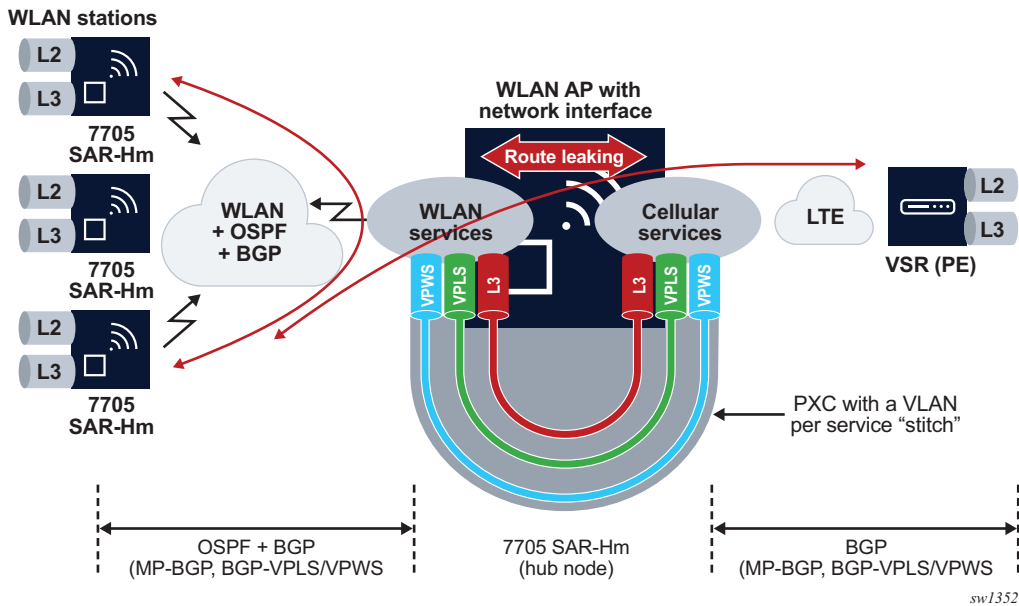 WLAN stations
L2
L3
7705
SAR-Hm
L2
L3
7705
SAR-Hm
L2
L3
7705
SAR-Hm
WLAN
+ OSPF
+ BGP
WLAN AP with
network interface
Route leaking
WLAN
services
Cellular
services
VPWS
VPLS
L3
L3
VPLS
VPWS
LTE
L2
L3
VSR (PE)
PXC with a VLAN
per service “stitch”
OSPF + BGP
(MP-BGP, BGP-VPLS/VPWS
7705 SAR-Hm
(hub node)
BGP
(MP-BGP, BGP-VPLS/VPWS
sw1352